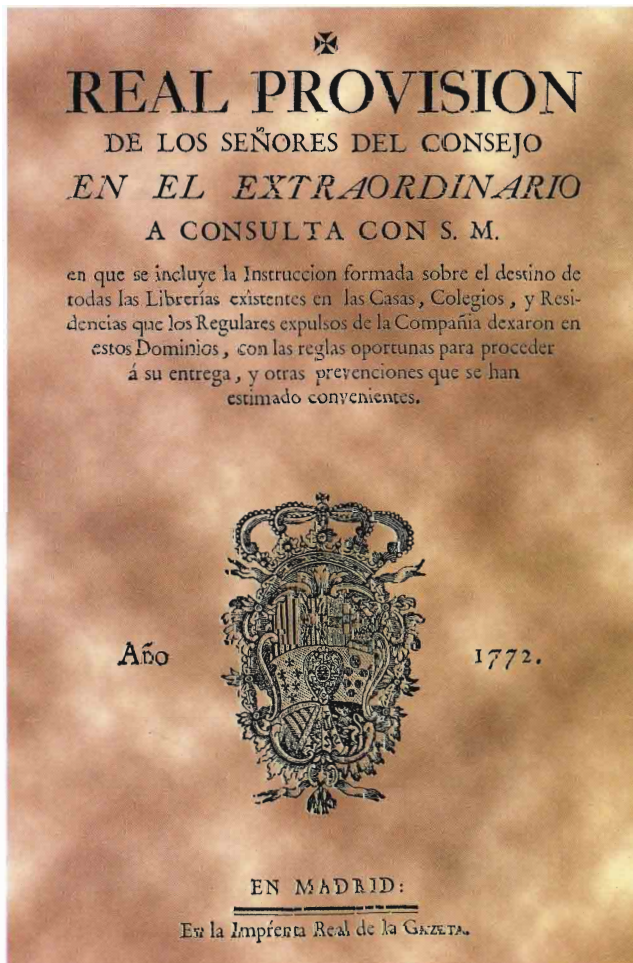 REAL PROVISION
DE LOS SEÑORES DEL CONSEJO
EN EL EXTRAORDINARIO
A CONSULTA CON S. M.
en que se incluye la Instruccion formada sobre el destino de
todas las Librerías existentes en las Casas, Colegios, y Resi-
dencias que los Regulares expulsos de la Compañia dexaron en
estos Dominios, con las reglas oportunas para proceder
á su entrega, y otras prevenciones que se han
estimado convenientes.
Año 1772.
EN MADRID:
En la Imprenta Real de la GAZETA.